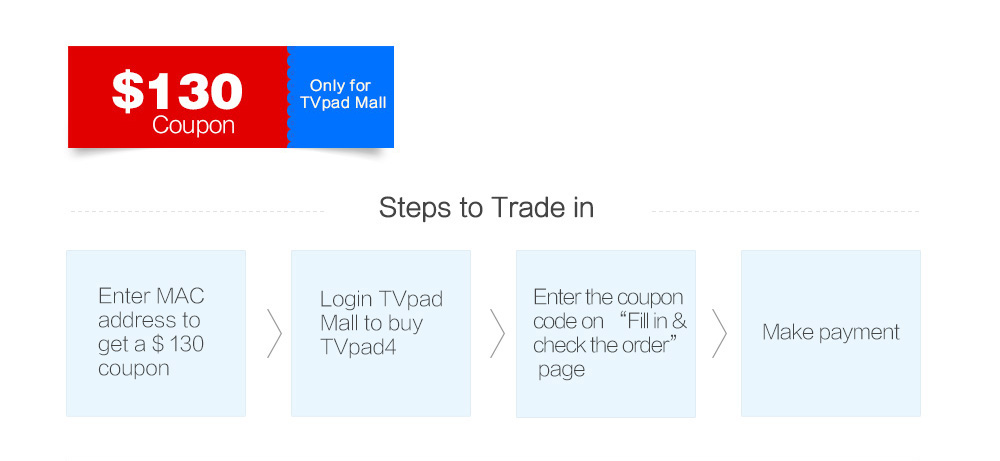 $130
Coupon
Only for
TVpad Mall
Steps to Trade in
Enter MAC
address to
get a $ 130
coupon
Login TVpad
Mall to buy
TVpad4
Enter the coupon
code on “Fill in &
check the order”
page
Make payment